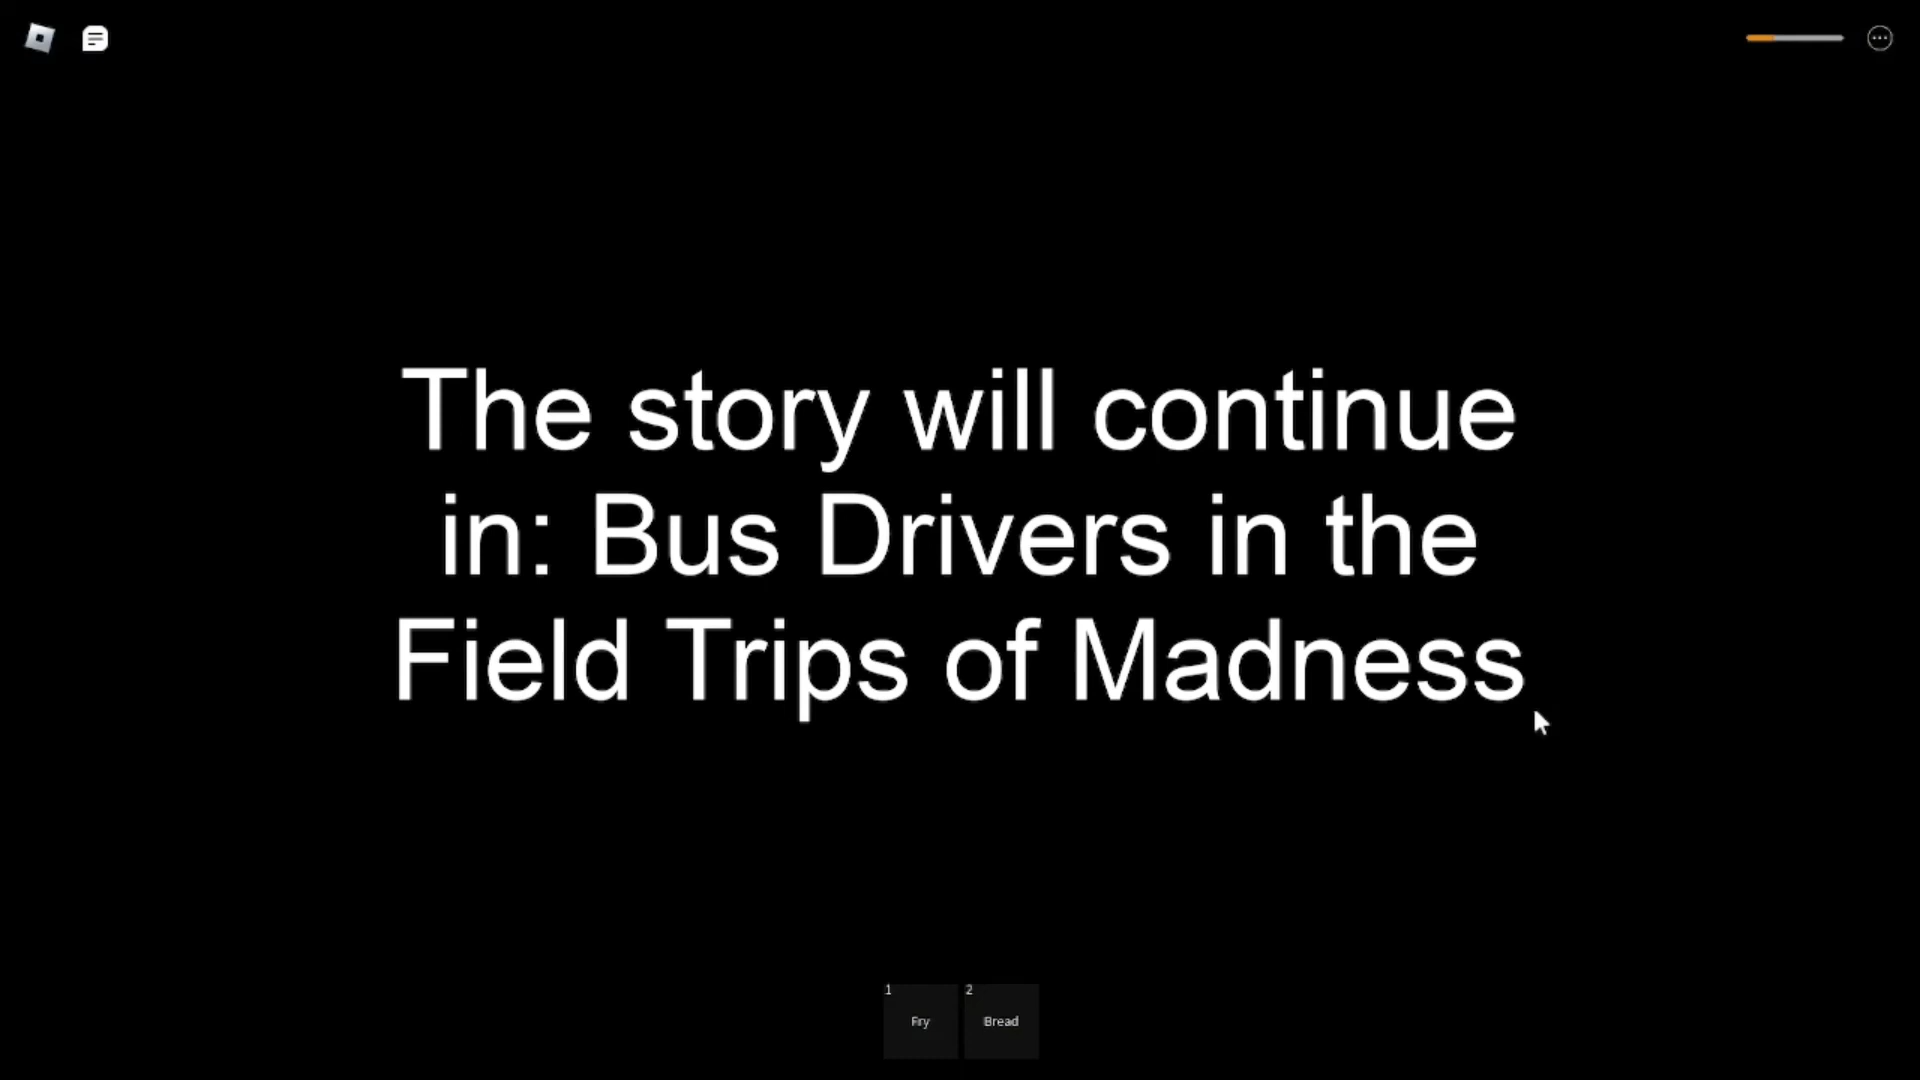 The story will continue
in: Bus Drivers in the
Field Trips of Madness
1
2
Fry
Bread